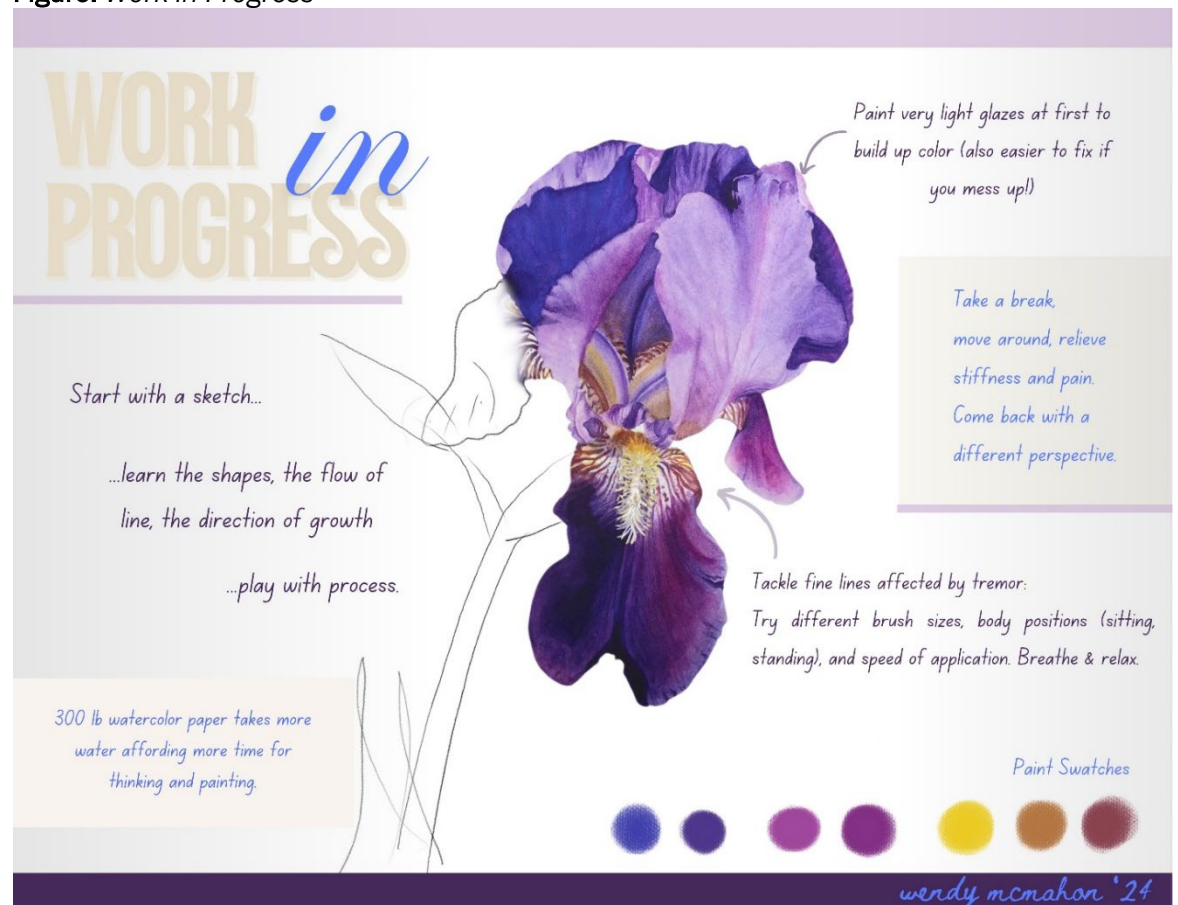 Figure: Work in Progress
WORK in
PROGRESS
Paint very light glazes at first to
build up color (also easier to fix if
you mess up!)
Take a break,
move around, relieve
stiffness and pain.
Come back with a
different perspective.
Start with a sketch...
...learn the shapes, the flow of
line, the direction of growth
...play with process.
Tackle fine lines affected by tremor:
Try different brush sizes, body positions (sitting,
standing), and speed of application. Breathe & relax.
300 lb watercolor paper takes more
water affording more time for
thinking and painting.
Paint Swatches
wendy mcmahon '24